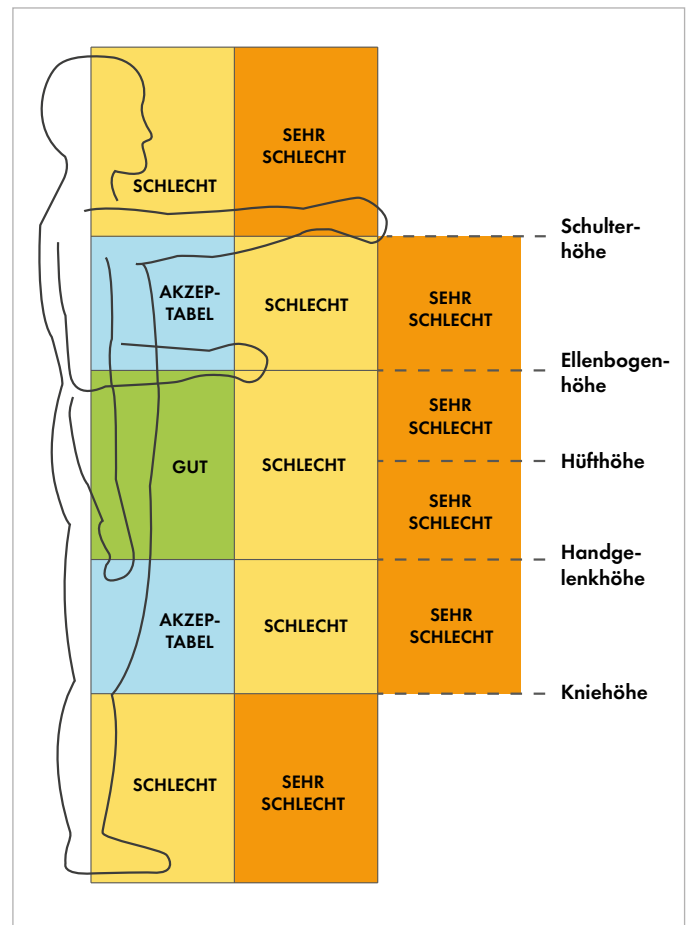 SEHR
SCHLECHT
SCHLECHT
Schulter-
höhe
AKZEP-
TABEL
SCHLECHT
SEHR
SCHLECHT
Ellenbogen-
höhe
SEHR
SCHLECHT
GUT
SCHLECHT
Hüfthöhe
SEHR
SCHLECHT
Handge-
lenkhöhe
AKZEP-
TABEL
SCHLECHT
SEHR
SCHLECHT
Kniehöhe
SCHLECHT
SEHR
SCHLECHT